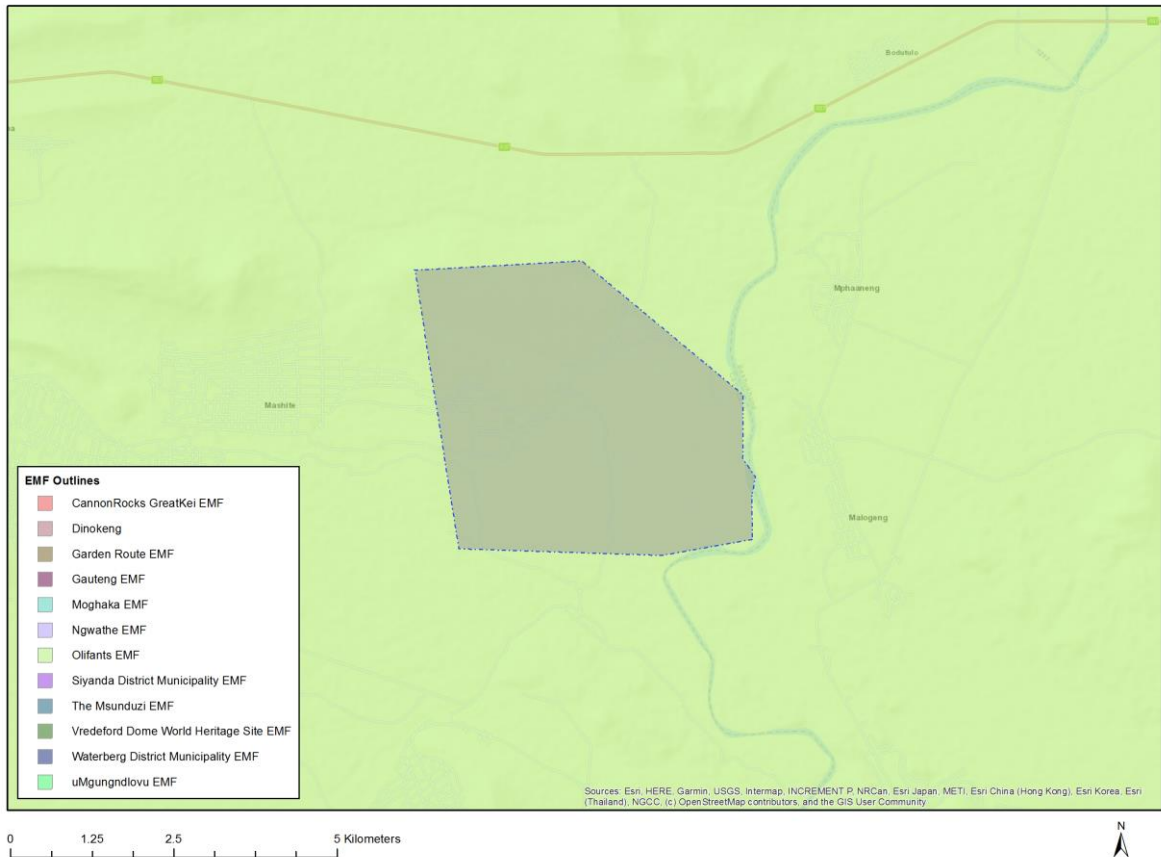 Bodutulo
Mphaaneng
Mashite
Malogeng
EMF Outlines
CannonRocks GreatKei EMF
Dinokeng
Garden Route EMF
Gauteng EMF
Moghaka EMF
Ngwathe EMF
Olifants EMF
Siyanda District Municipality EMF
The Msunduzi EMF
Vredeford Dome World Heritage Site EMF
Waterberg District Municipality EMF
uMgungndlovu EMF
Sources: Esri, HERE, Garmin, USGS, Intermap, INCREMENT P, NRCan, Esri Japan, METI, Esri China (Hong Kong), Esri Korea, Esri
(Thailand), NGCC, (c) OpenStreetMap contributors, and the GIS User Community
0 1.25 2.5 5 Kilometers
N